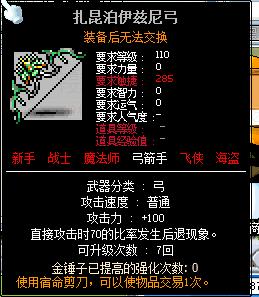 扎昆泊伊兹尼弓
装备后无法交换
要求等级: 110
要求力量: 0
要求敏捷: 285
要求智力: 0
要求运气: 0
要求人气度: -
道具等级: -
道具经验值: -
新手 战士 魔法师 弓箭手 飞侠 海盗
武器分类 : 弓
攻击速度 : 普通
攻击力 : +100
直接攻击时70的比率发生后退现象。
可升级次数 : 7回
金锤子已提高的强化次数: 0
使用宿命剪刀，可以使物品交易1次。